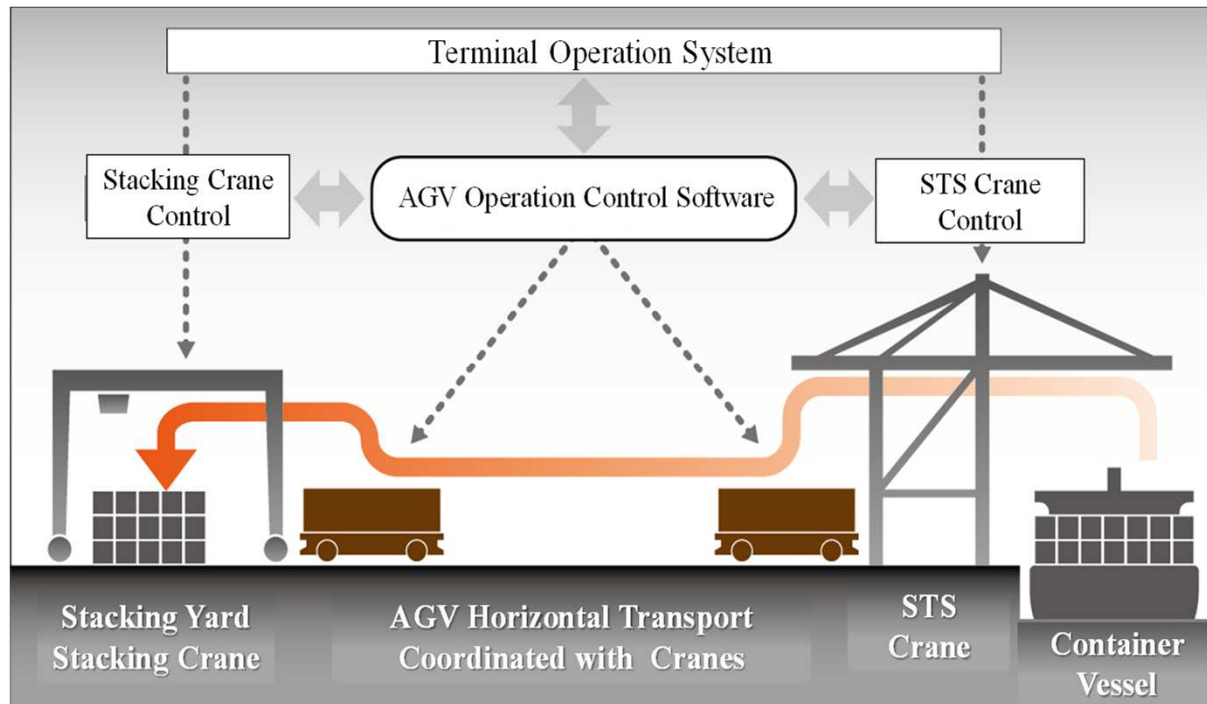 Terminal Operation System
Stacking Crane
Control
AGV Operation Control Software
STS Crane
Control
Stacking Yard
Stacking Crane
AGV Horizontal Transport
Coordinated with Cranes
STS
Crane
Container
Vessel